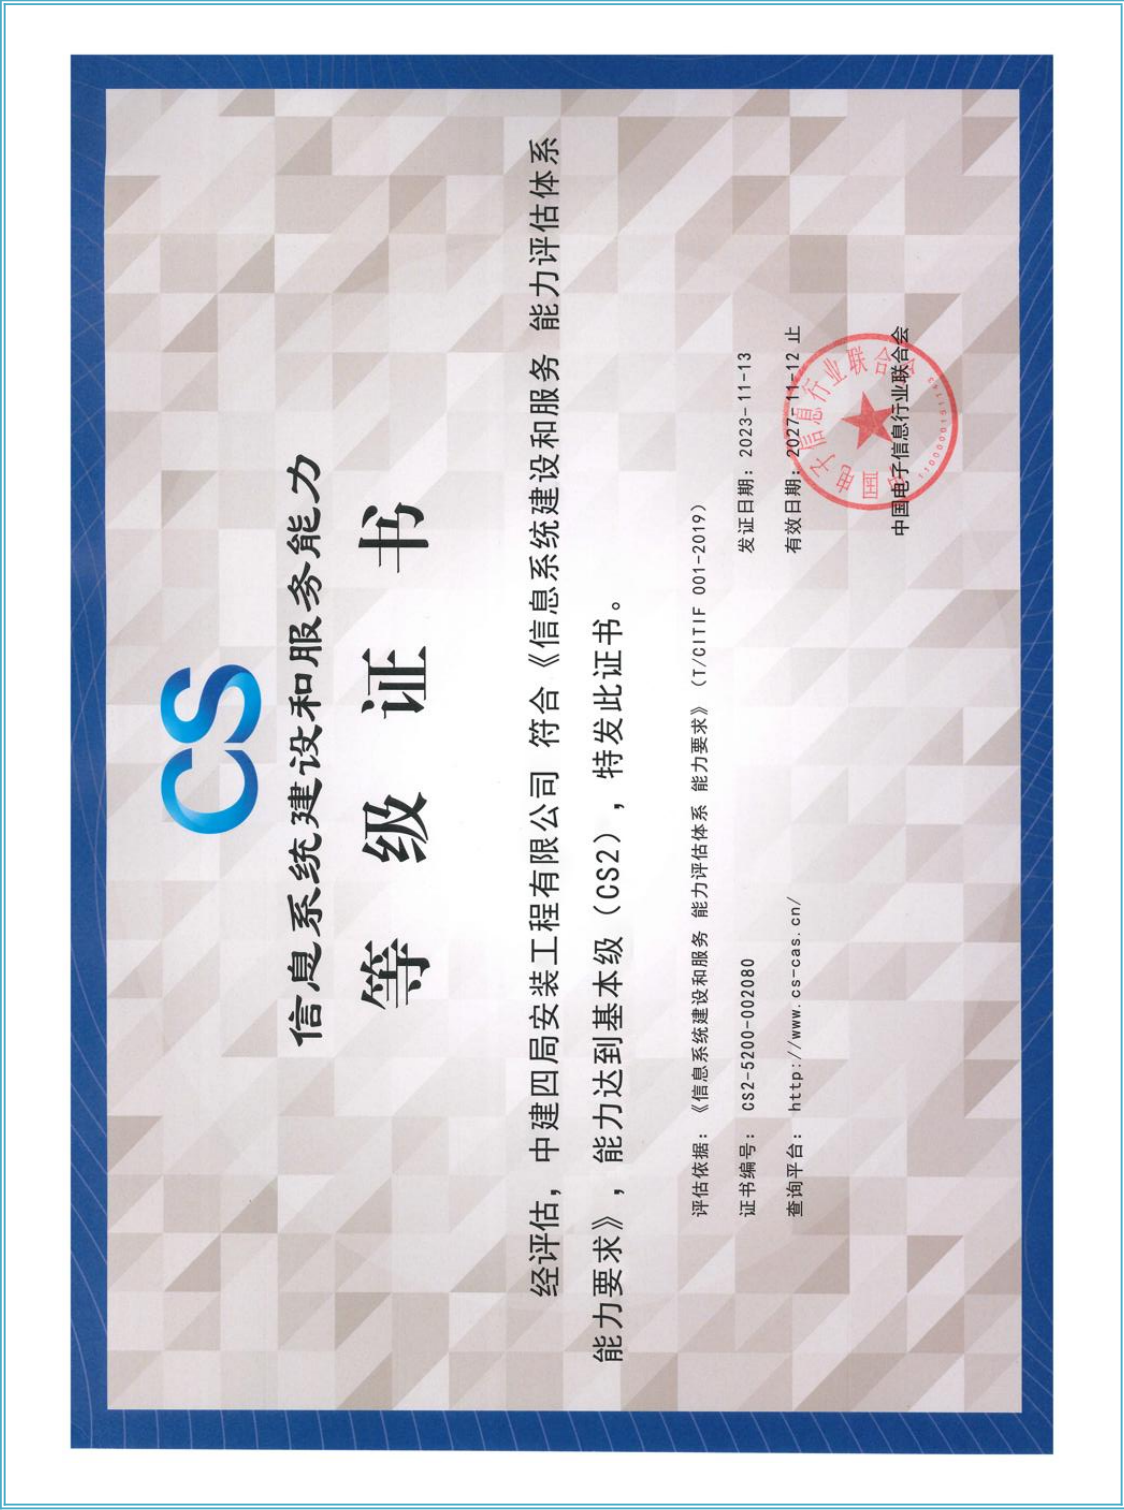 CS
信息系统建设和服务能力
等级证书
经评估，中建四局安装工程有限公司 符合《信息系统建设和服务 能力评估体系
能力要求》，能力达到基本级（CS2），特发此证书。
评估依据：《信息系统建设和服务 能力评估体系 能力要求》（T/CITIF 001-2019）
证书编号：CS2-5200-002080
发证日期：2023-11-13
查询平台：http://www.cs-cas.cn/
有效日期：2027-11-12 止
中国电子信息行业联合会
中国电子信息行业联合会